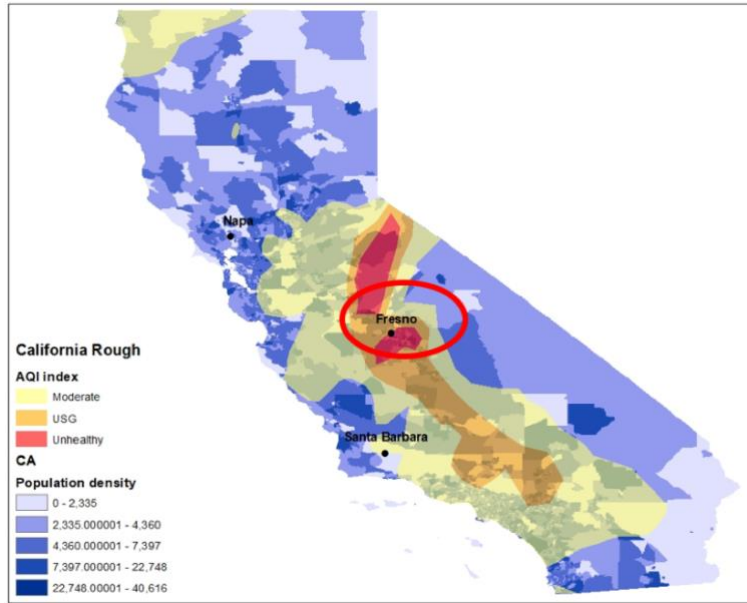 Napa
Fresno
Santa Barbara
California Rough
AQI index
Moderate
USG
Unhealthy
CA
Population density
0 - 2,335
2,335.000001 - 4,360
4,360.000001 - 7,397
7,397.000001 - 22,748
22,748.00001 - 40,616